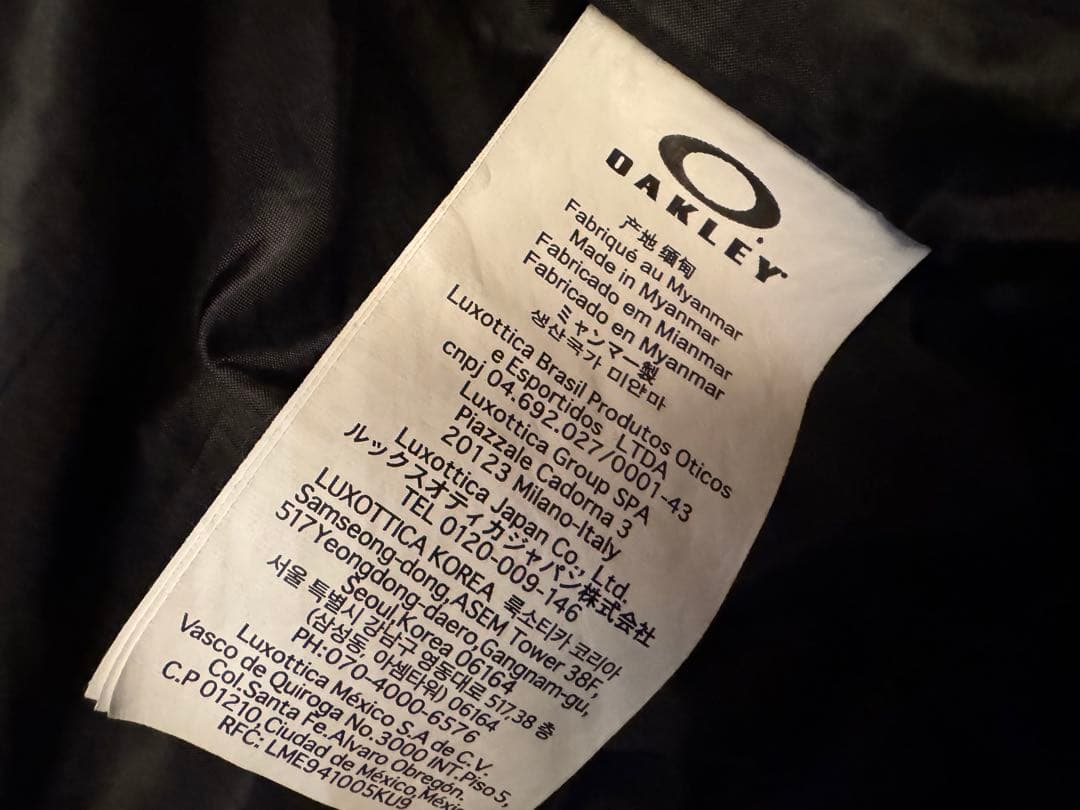 OAKLEY
产地 缅甸
Fabriqué au Myanmar
Made in Myanmar
Fabricado em Mianmar
Fabricado en Myanmar
ミャンマー製
생산국가 미얀마
Luxottica Brasil Produtos Oticos
e Esportidos LTDA
cnpj 04.692.027/0001-43
Luxottica Group SPA
Piazzale Cadorna 3
20123 Milano-Italy
Luxottica Japan Co., Ltd.
ルックスオティカジャパン株式会社
TEL 0120-009-146
LUXOTTICA KOREA 룩소티카 코리아
Samseong-dong,ASEM Tower 38F,
517Yeongdong-daero,Gangnam-gu,
Seoul,Korea 06164
서울 특별시 강남구 영동대로 517,38 층
(삼성동, 아셈타워) 06164
PH:070-400-6576
Luxottica México S.A de C.V.
Vasco de Quiroga No.3000 INT.Piso 5,
Col.Santa Fe.Alvaro Obregón.
C.P 01210,Ciudad de México,Méxi
RFC: LME941005KU9